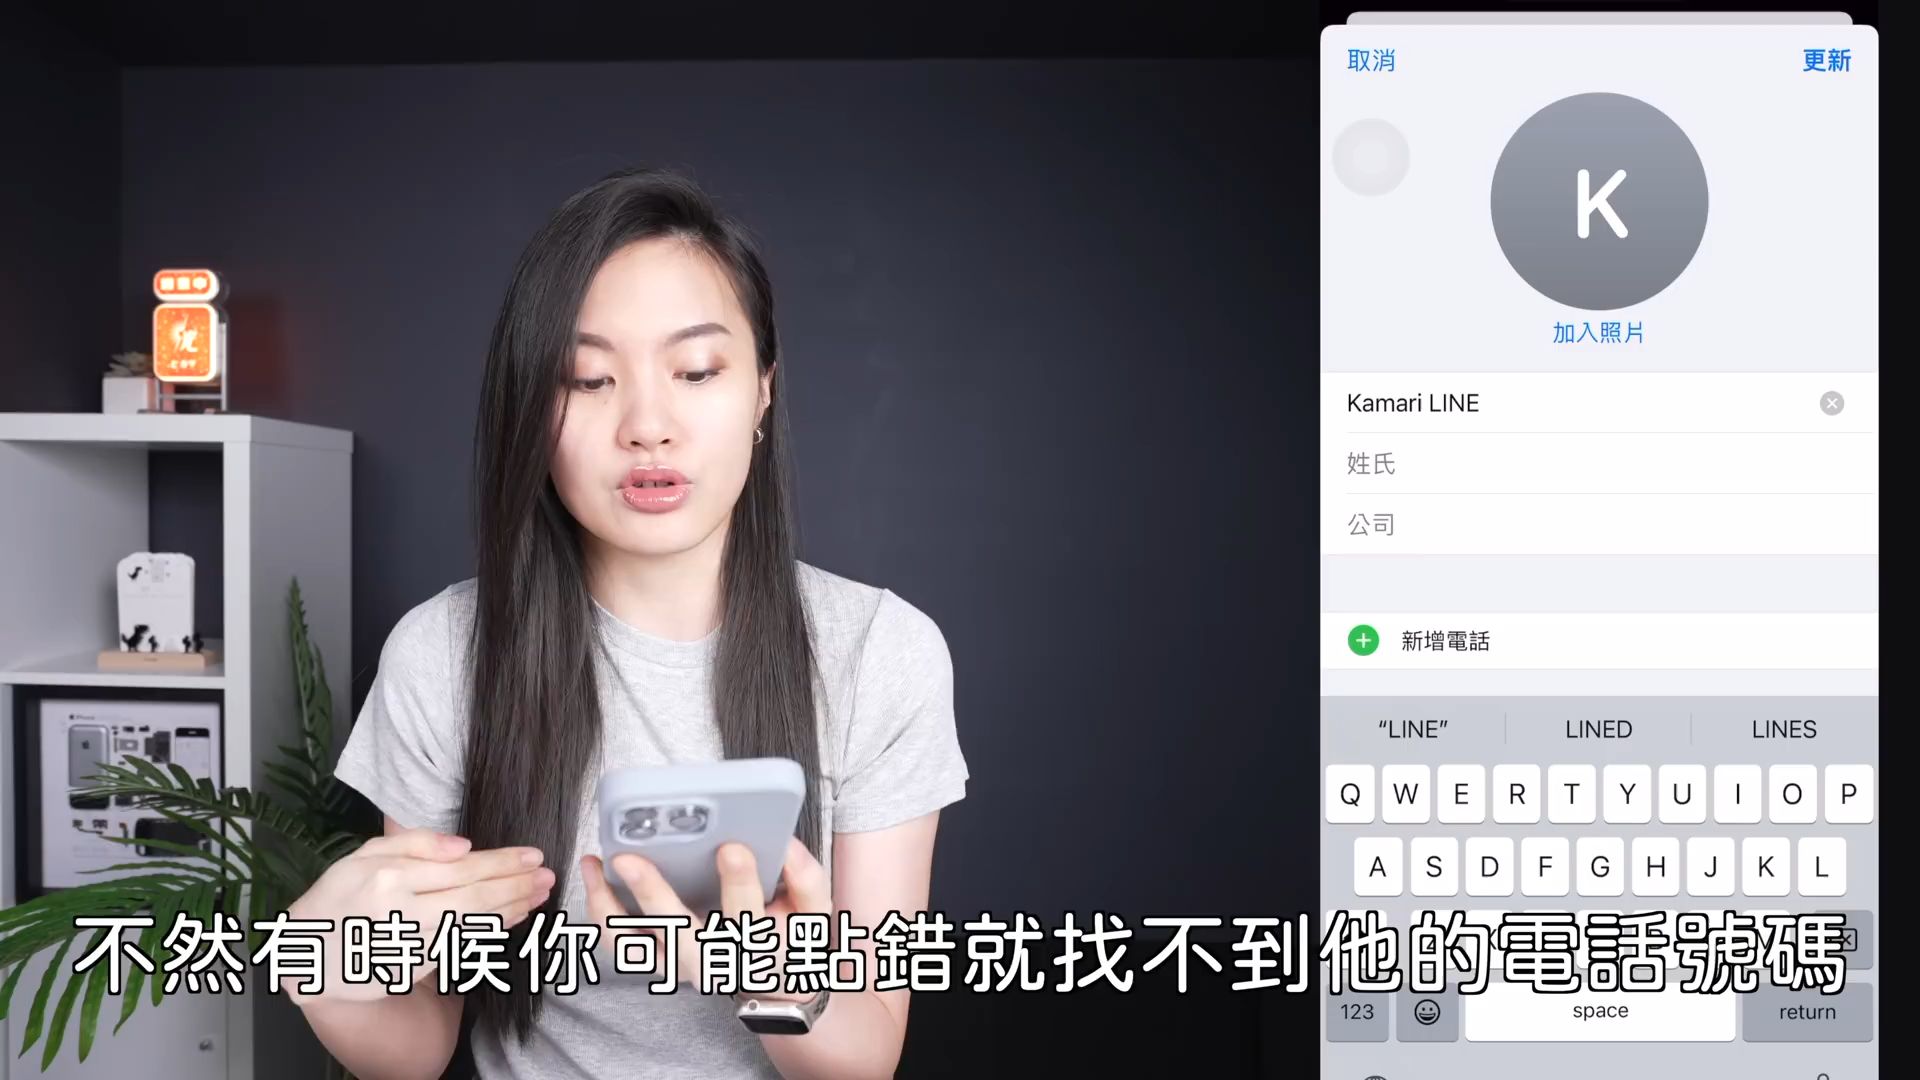 取消
更新
K
加入照片
Kamari LINE
姓氏
公司
新增電話
“LINE” LINED LINES
Q W E R T Y U I O P
A S D F G H J K L
不然有時候你可能點錯就找不到他的電話號碼
123 space return